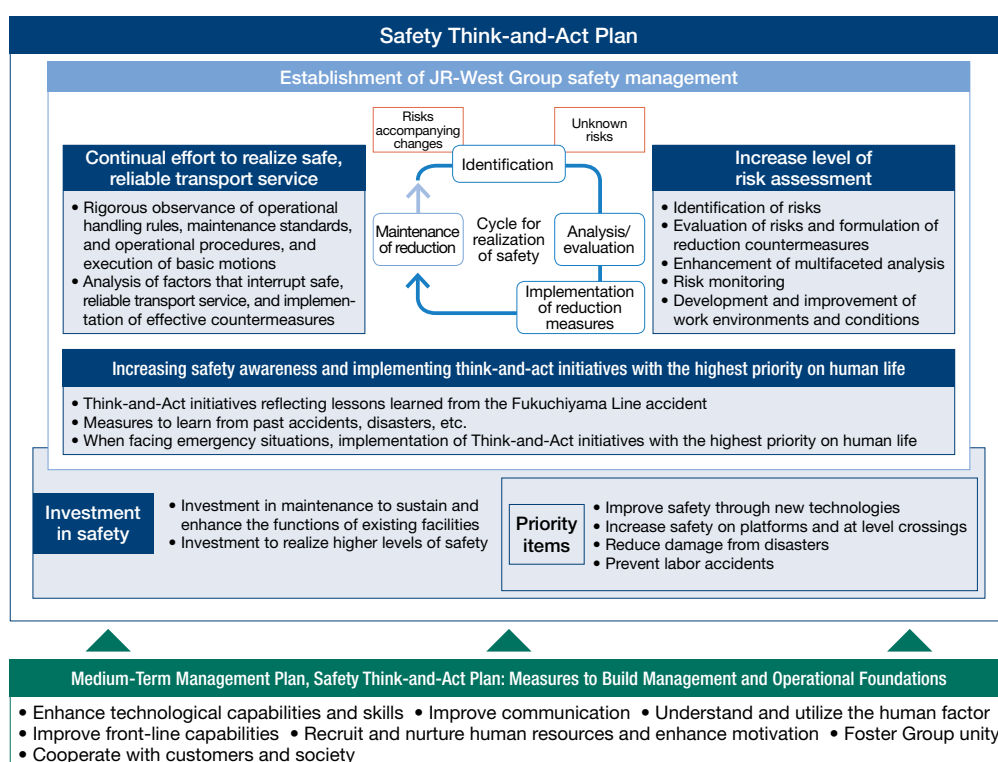 Safety Think-and-Act Plan
Establishment of JR-West Group safety management
Risks
accompanying
changes
Unknown
risks
Continual effort to realize safe,
reliable transport service
• Rigorous observance of operational
handling rules, maintenance standards,
and operational procedures, and
execution of basic motions
• Analysis of factors that interrupt safe,
reliable transport service, and implemen-
tation of effective countermeasures
Identification
Maintenance
of reduction
Cycle for
realization
of safety
Analysis/
evaluation
Implementation
of reduction
measures
Increase level of
risk assessment
• Identification of risks
• Evaluation of risks and formulation of
reduction countermeasures
• Enhancement of multifaceted analysis
• Risk monitoring
• Development and improvement of
work environments and conditions
Increasing safety awareness and implementing think-and-act initiatives with the highest priority on human life
• Think-and-Act initiatives reflecting lessons learned from the Fukuchiyama Line accident
• Measures to learn from past accidents, disasters, etc.
• When facing emergency situations, implementation of Think-and-Act initiatives with the highest priority on human life
Investment
in safety
• Investment in maintenance to sustain and
enhance the functions of existing facilities
• Investment to realize higher levels of safety
Priority
items
• Improve safety through new technologies
• Increase safety on platforms and at level crossings
• Reduce damage from disasters
• Prevent labor accidents
Medium-Term Management Plan, Safety Think-and-Act Plan: Measures to Build Management and Operational Foundations
• Enhance technological capabilities and skills • Improve communication • Understand and utilize the human factor
• Improve front-line capabilities • Recruit and nurture human resources and enhance motivation • Foster Group unity
• Cooperate with customers and society